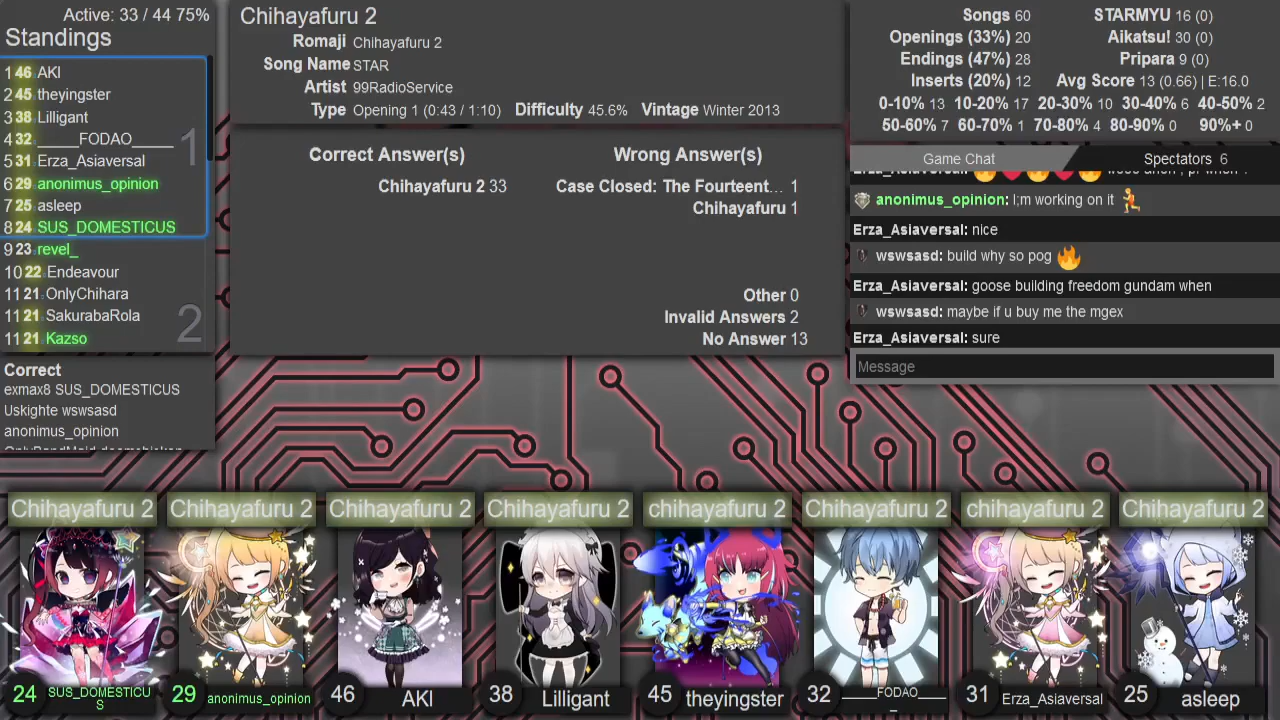 Active: 33 / 44 75%
Standings
1 46 AKI
2 45 theyingster
3 38 Lilligant
4 32 _____FODAO_____
5 31 Erza_Asiaversal
6 29 anonimus_opinion
7 25 asleep
8 24 SUS_DOMESTICUS
1
9 23 revel_
10 22 Endeavour
11 21 OnlyChihara
11 21 SakurabaRola
11 21 Kazso
2
Correct
exmax8 SUS_DOMESTICUS
Uskighte wswsasd
anonimus_opinion
Chihayafuru 2
Romaji Chihayafuru 2
Song Name STAR
Artist 99RadioService
Type Opening 1 (0:43 / 1:10) Difficulty 45.6% Vintage Winter 2013
Correct Answer(s)
Chihayafuru 2 33
Wrong Answer(s)
Case Closed: The Fourteent... 1
Chihayafuru 1
Other 0
Invalid Answers 2
No Answer 13
Songs 60 STARMYU 16 (0)
Openings (33%) 20 Aikatsu! 30 (0)
Endings (47%) 28 Pripara 9 (0)
Inserts (20%) 12 Avg Score 13 (0.66) | E:16.0
0-10% 13 10-20% 17 20-30% 10 30-40% 6 40-50% 2
50-60% 7 60-70% 1 70-80% 4 80-90% 0 90%+ 0
Game Chat Spectators 6
anonimus_opinion: I;m working on it
Erza_Asiaversal: nice
wswsasd: build why so pog
Erza_Asiaversal: goose building freedom gundam when
wswsasd: maybe if u buy me the mgex
Erza_Asiaversal: sure
Message
Chihayafuru 2 Chihayafuru 2 Chihayafuru 2 Chihayafuru 2 chihayafuru 2 Chihayafuru 2 chihayafuru 2 Chihayafuru 2
24 SUS_DOMESTICUS
29 anonimus_opinion
46 AKI
38 Lilligant
45 theyingster
32 _____FODAO_____
31 Erza_Asiaversal
25 asleep